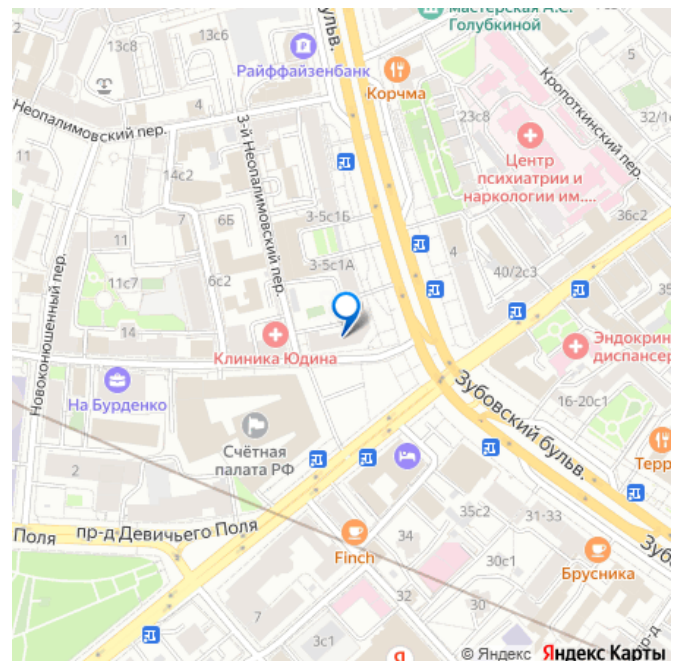 Мастерская А.С.
Голубкиной
13с8
13с6
бульв.
Райффайзенбанк
Корчма
5
Кропоткинский пер.
32/1
4
23с8
Неопалимовский пер.
3-й Неопалимовский пер.
11
14с2
Центр
психиатрии и
наркологии им....
36с2
7
6Б
3-5с1Б
11
4
3-5с1А
40/2с3
35
11с7
6с2
Новоконюшенный пер.
14
Клиника Юдина
Эндокрин
диспансер
На Бурденко
Зубовский бульв.
16-20с1
Счётная
палата РФ
Терр
2
35с2
31-33
Поля
пр-д Девичьего Поля
34
Зубо
Finch
30с1
Брусника
32
30
7
3с1
р-д
Я
© Яндекс Яндекс Карты